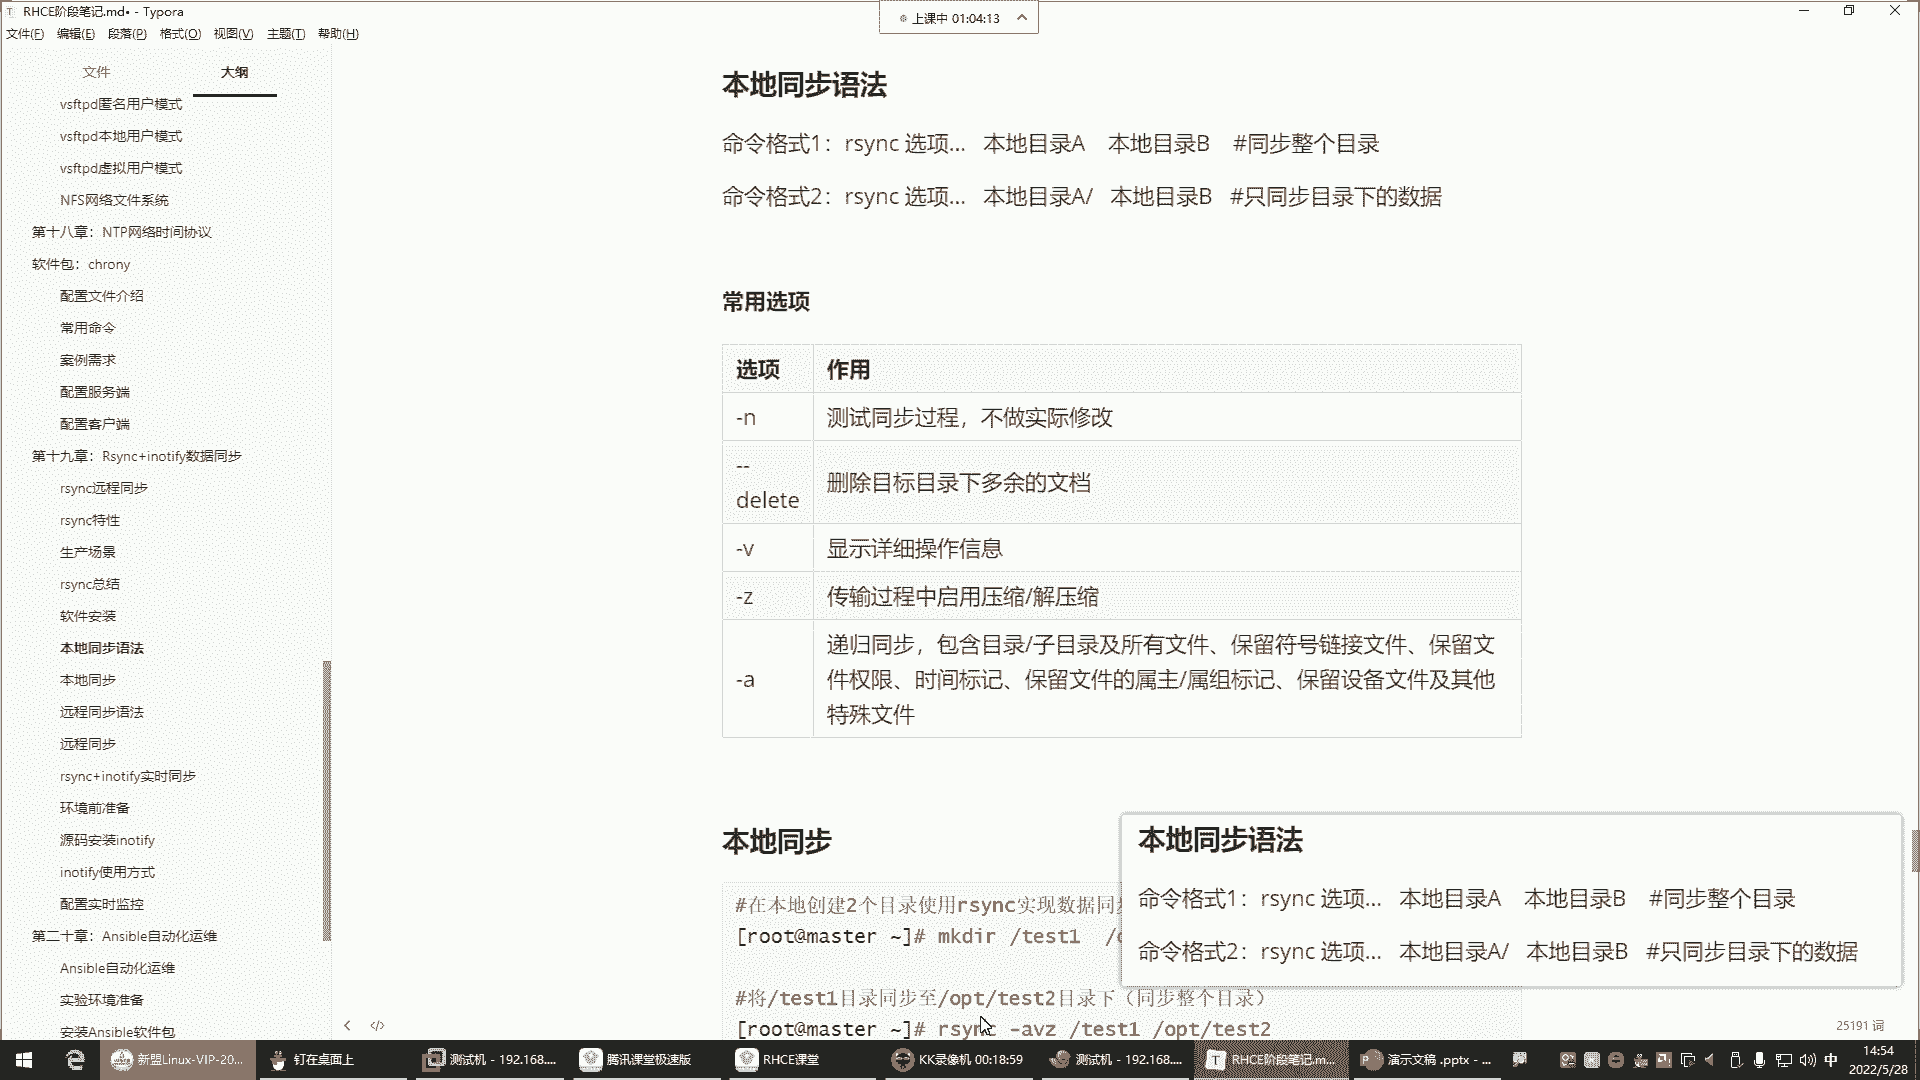 RHCE阶段笔记.md• - Typora
上课中 01:04:13
文件(F) 编辑(E) 段落(P) 格式(O) 视图(V) 主题(T) 帮助(H)
文件 大纲
vsftpd匿名用户模式
vsftpd本地用户模式
vsftpd虚拟用户模式
NFS网络文件系统
第十八章：NTP网络时间协议
软件包：chrony
配置文件介绍
常用命令
案例需求
配置服务端
配置客户端
第十九章：Rsync+inotify数据同步
rsync远程同步
rsync特性
生产场景
rsync总结
软件安装
本地同步语法
本地同步
远程同步语法
远程同步
rsync+inotify实时同步
环境前准备
源码安装inotify
inotify使用方式
配置实时监控
第二十章：Ansible自动化运维
Ansible自动化运维
实验环境准备
安装Ansible软件包
本地同步语法
命令格式1：rsync 选项... 本地目录A 本地目录B #同步整个目录
命令格式2：rsync 选项... 本地目录A/ 本地目录B #只同步目录下的数据
常用选项
选项 作用
-n 测试同步过程，不做实际修改
--
delete 删除目标目录下多余的文档
-v 显示详细操作信息
-z 传输过程中启用压缩/解压缩
-a 递归同步，包含目录/子目录及所有文件、保留符号链接文件、保留文
件权限、时间标记、保留文件的属主/属组标记、保留设备文件及其他
特殊文件
本地同步
#在本地创建2个目录使用rsync实现数据同步
[root@master ~]# mkdir /test1 /o
#将/test1目录同步至/opt/test2目录下（同步整个目录）
[root@master ~]# rsync -avz /test1 /opt/test2
本地同步语法
命令格式1：rsync 选项... 本地目录A 本地目录B #同步整个目录
命令格式2：rsync 选项... 本地目录A/ 本地目录B #只同步目录下的数据
25191 词
新盟Linux-VIP-20... 钉在桌面上 测试机 - 192.168.... 腾讯课堂极速版 RHCE课堂 KK录像机 00:18:59 测试机 - 192.168.... RHCE阶段笔记.m... 演示文稿 .pptx - ... 中 14:54
2022/5/28